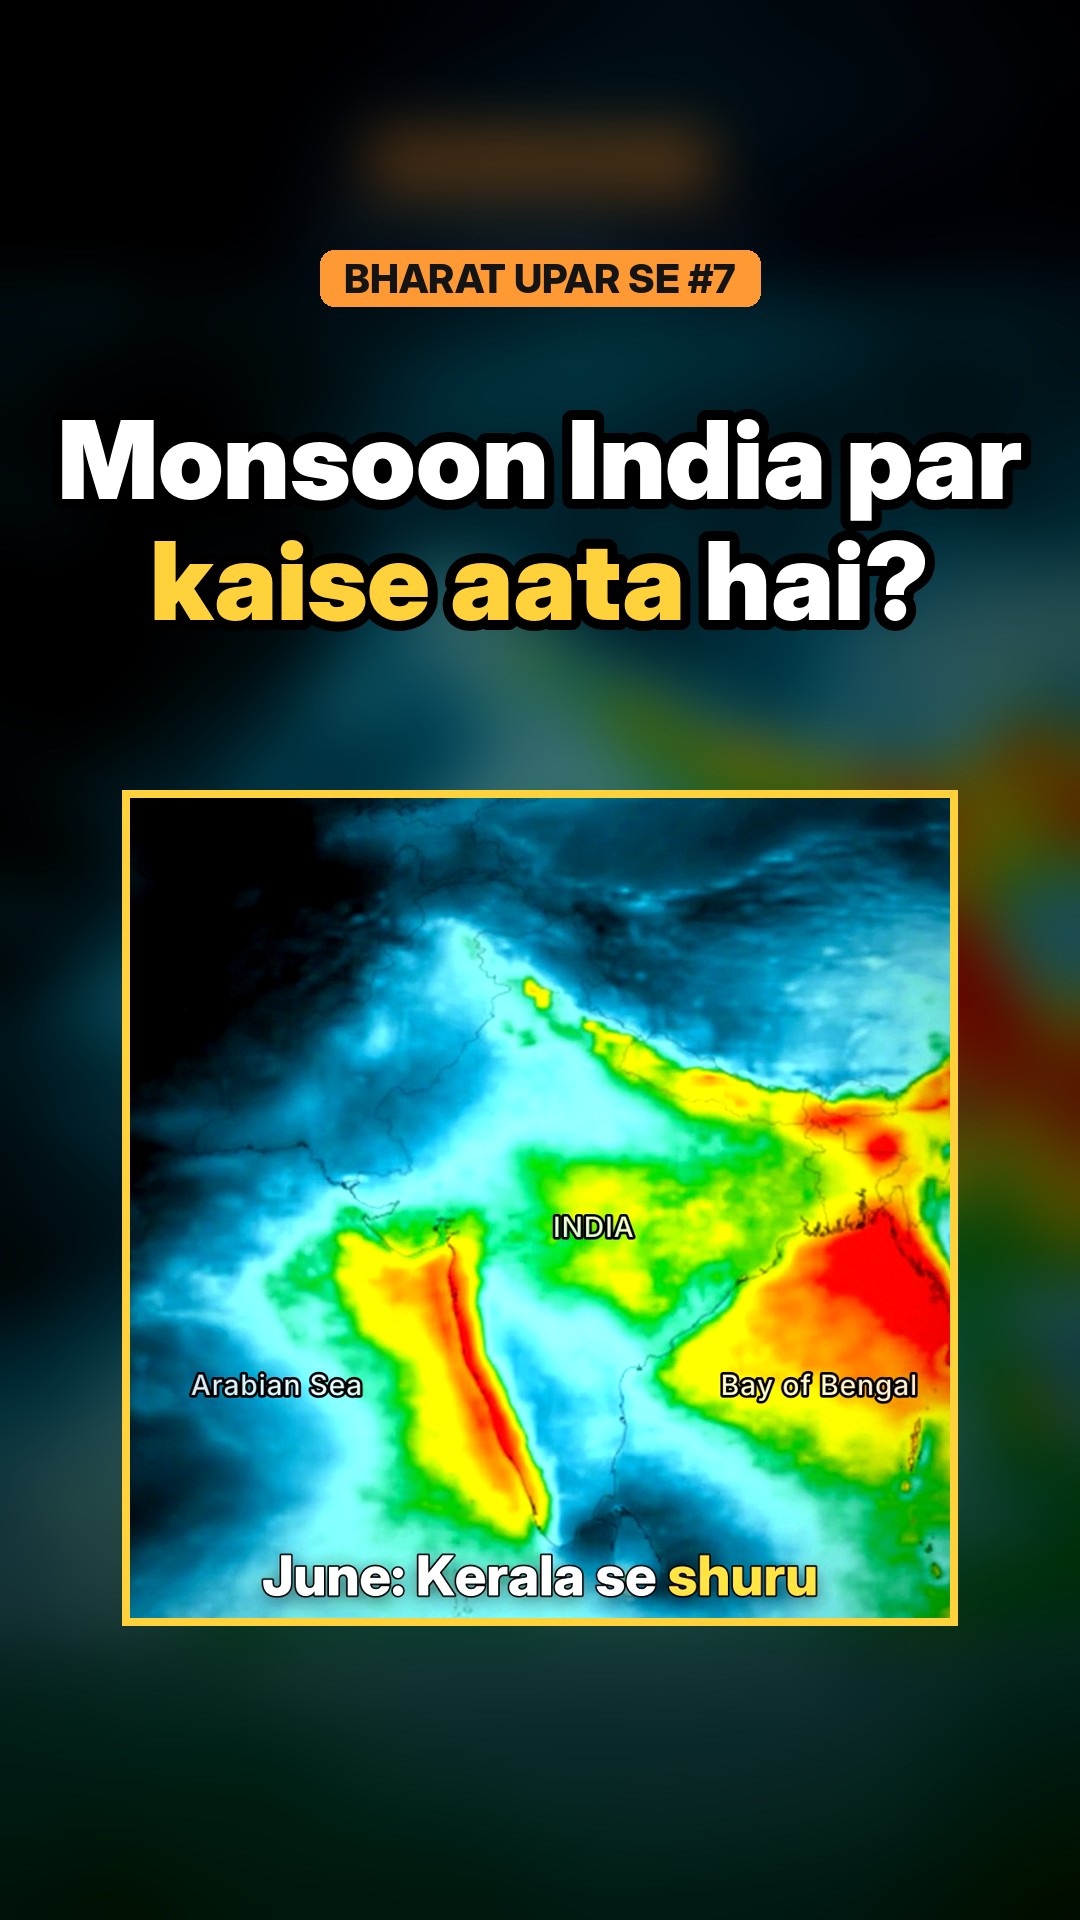 BHARAT UPAR SE #7
Monsoon India par
kaise aata hai?
INDIA
Arabian Sea
Bay of Bengal
June: Kerala se shuru